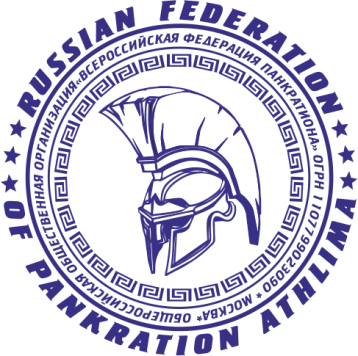 RUSSIAN FEDERATION
OF PANKRATION ATHLIMA
ОБЩЕРОССИЙСКАЯ ОБЩЕСТВЕННАЯ ОРГАНИЗАЦИЯ «ВСЕРОССИЙСКАЯ ФЕДЕРАЦИЯ ПАНКРАТИОНА» ОГРН 1107799023090 * МОСКВА*